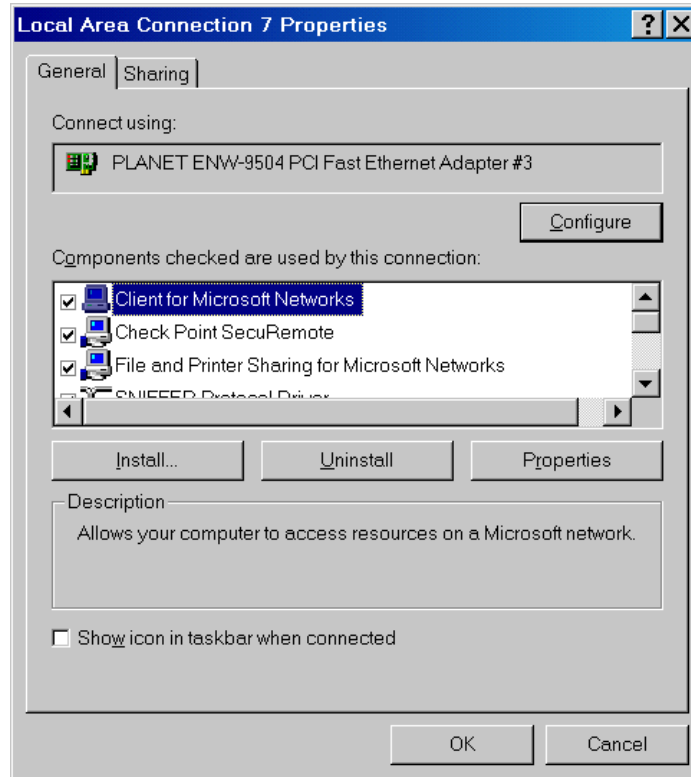 Local Area Connection 7 Properties
General Sharing
Connect using:
PLANET ENW-9504 PCI Fast Ethernet Adapter #3
Configure
Components checked are used by this connection:
Client for Microsoft Networks
Check Point SecuRemote
File and Printer Sharing for Microsoft Networks
SNIFFER Protocol Driver
Install... Uninstall Properties
Description
Allows your computer to access resources on a Microsoft network.
Show icon in taskbar when connected
OK Cancel